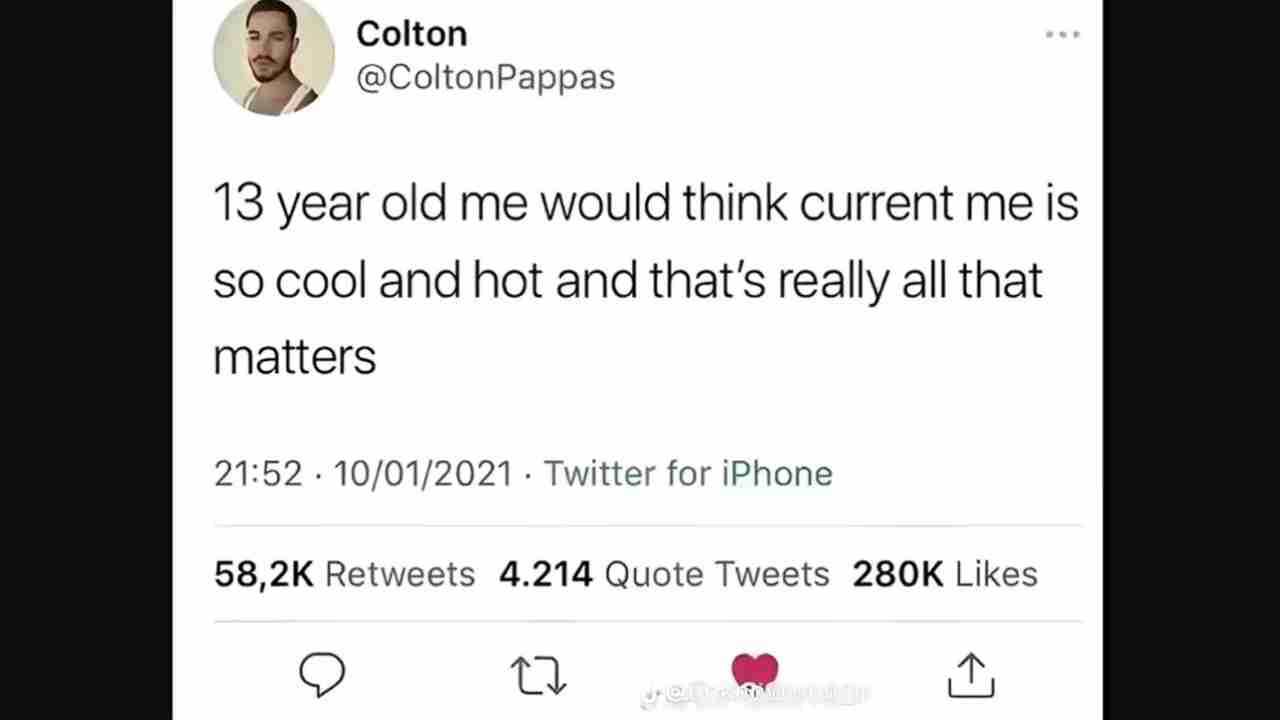 Colton
@ColtonPappas
13 year old me would think current me is
so cool and hot and that’s really all that
matters
21:52 · 10/01/2021 · Twitter for iPhone
58,2K Retweets 4.214 Quote Tweets 280K Likes